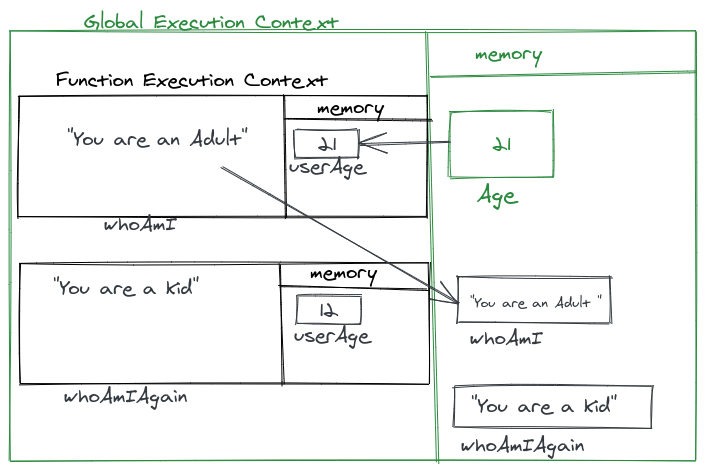 Global Execution Context
memory
Function Execution Context
memory
"You are an Adult"
21
userAge
21
Age
whoAmI
memory
"You are a kid"
12
userAge
whoAmIAgain
"You are an Adult "
whoAmI
"You are a kid"
whoAmIAgain